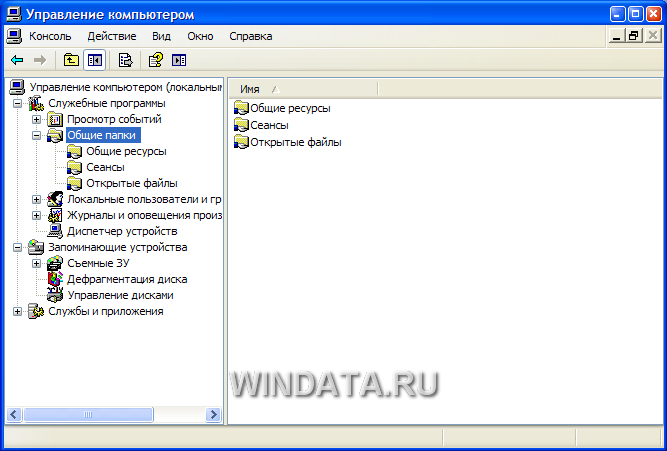 Управление компьютером
Консоль Действие Вид Окно Справка
Управление компьютером (локальным
Служебные программы
Просмотр событий
Общие папки
Общие ресурсы
Сеансы
Открытые файлы
Локальные пользователи и гр
Журналы и оповещения произ
Диспетчер устройств
Запоминающие устройства
Съемные ЗУ
Дефрагментация диска
Управление дисками
Службы и приложения
Имя
Общие ресурсы
Сеансы
Открытые файлы
WINDATA.RU